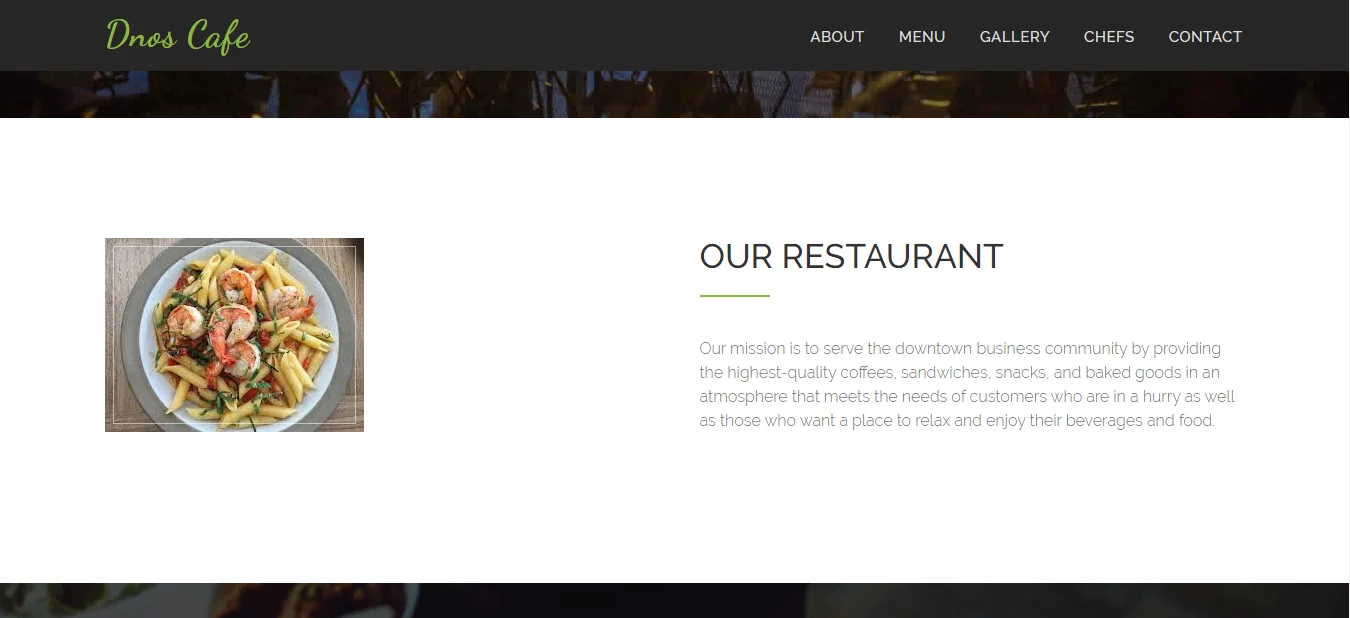 Dnos Cafe
ABOUT MENU GALLERY CHEFS CONTACT
OUR RESTAURANT
Our mission is to serve the downtown business community by providing
the highest-quality coffees, sandwiches, snacks, and baked goods in an
atmosphere that meets the needs of customers who are in a hurry as well
as those who want a place to relax and enjoy their beverages and food.